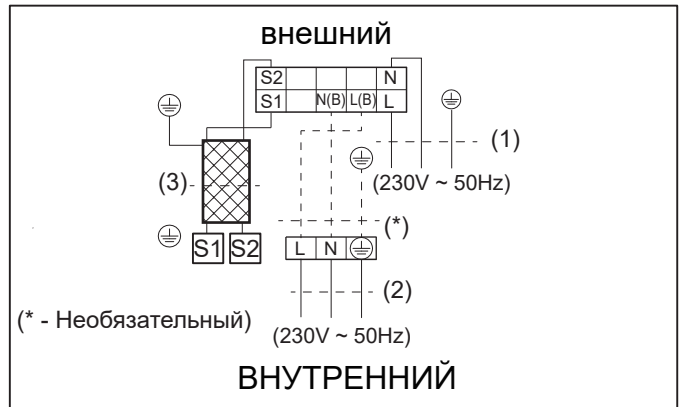 внешний
S2 N
S1 N(B) L(B) L
(1)
(3) (230V ~ 50Hz)
(*)
S1 S2 L N
(2)
(* - Необязательный)
(230V ~ 50Hz)
ВНУТРЕННИЙ